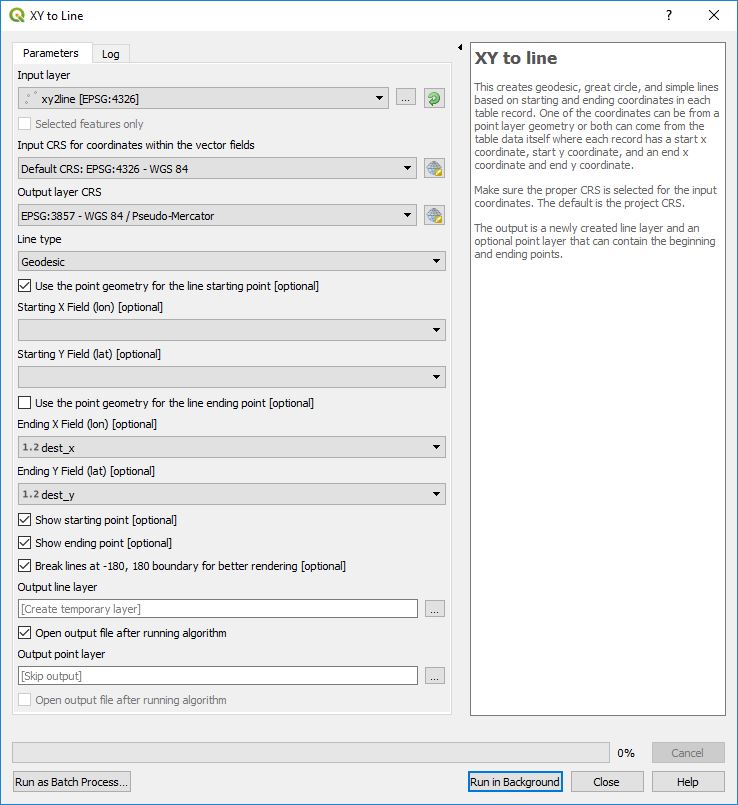 XY to Line
Parameters
Log
Input layer
xy2line [EPSG:4326]
...
Selected features only
Input CRS for coordinates within the vector fields
Default CRS: EPSG:4326 - WGS 84
Output layer CRS
EPSG:3857 - WGS 84 / Pseudo-Mercator
Line type
Geodesic
Use the point geometry for the line starting point [optional]
Starting X Field (lon) [optional]
Starting Y Field (lat) [optional]
Use the point geometry for the line ending point [optional]
Ending X Field (lon) [optional]
1.2 dest_x
Ending Y Field (lat) [optional]
1.2 dest_y
Show starting point [optional]
Show ending point [optional]
Break lines at -180, 180 boundary for better rendering [optional]
Output line layer
[Create temporary layer]
...
Open output file after running algorithm
Output point layer
[Skip output]
...
Open output file after running algorithm
XY to line
This creates geodesic, great circle, and simple lines
based on starting and ending coordinates in each
table record. One of the coordinates can be from a
point layer geometry or both can come from the
table data itself where each record has a start x
coordinate, start y coordinate, and an end x
coordinate and end y coordinate.
Make sure the proper CRS is selected for the input
coordinates. The default is the project CRS.
The output is a newly created line layer and an
optional point layer that can contain the beginning
and ending points.
0%
Cancel
Run as Batch Process...
Run in Background
Close
Help